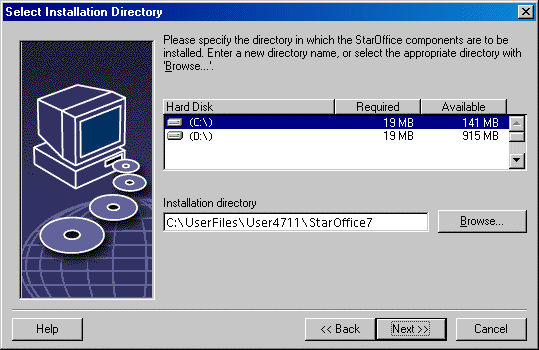 Select Installation Directory
Please specify the directory in which the StarOffice components are to be
installed. Enter a new directory name, or select the appropriate directory with
'Browse...'.
Hard Disk Required Available
(C:\) 19 MB 141 MB
(D:\) 19 MB 915 MB
Installation directory
C:\UserFiles\User4711\StarOffice7 Browse...
Help << Back Next >> Cancel